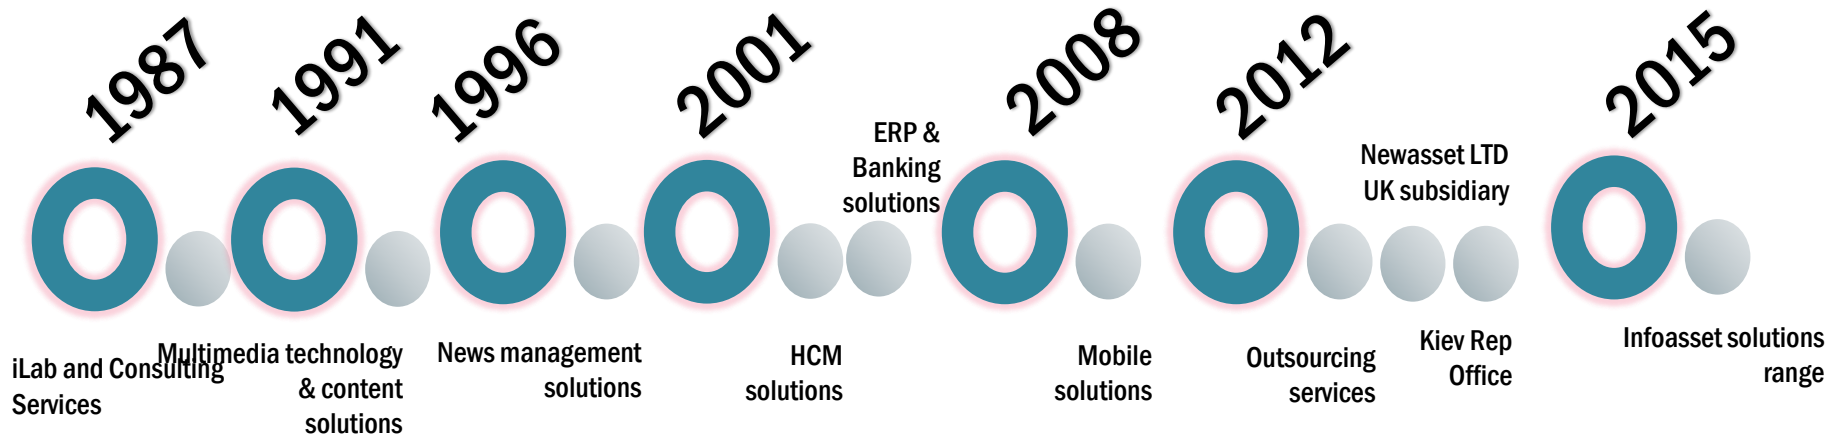 1987
1991
1996
2001
2008
2012
2015
ERP &
Banking
solutions
Newasset LTD
UK subsidiary
iLab and Consulting
Services
Multimedia technology
& content
solutions
News management
solutions
HCM
solutions
Mobile
solutions
Outsourcing
services
Kiev Rep
Office
Infoasset solutions
range